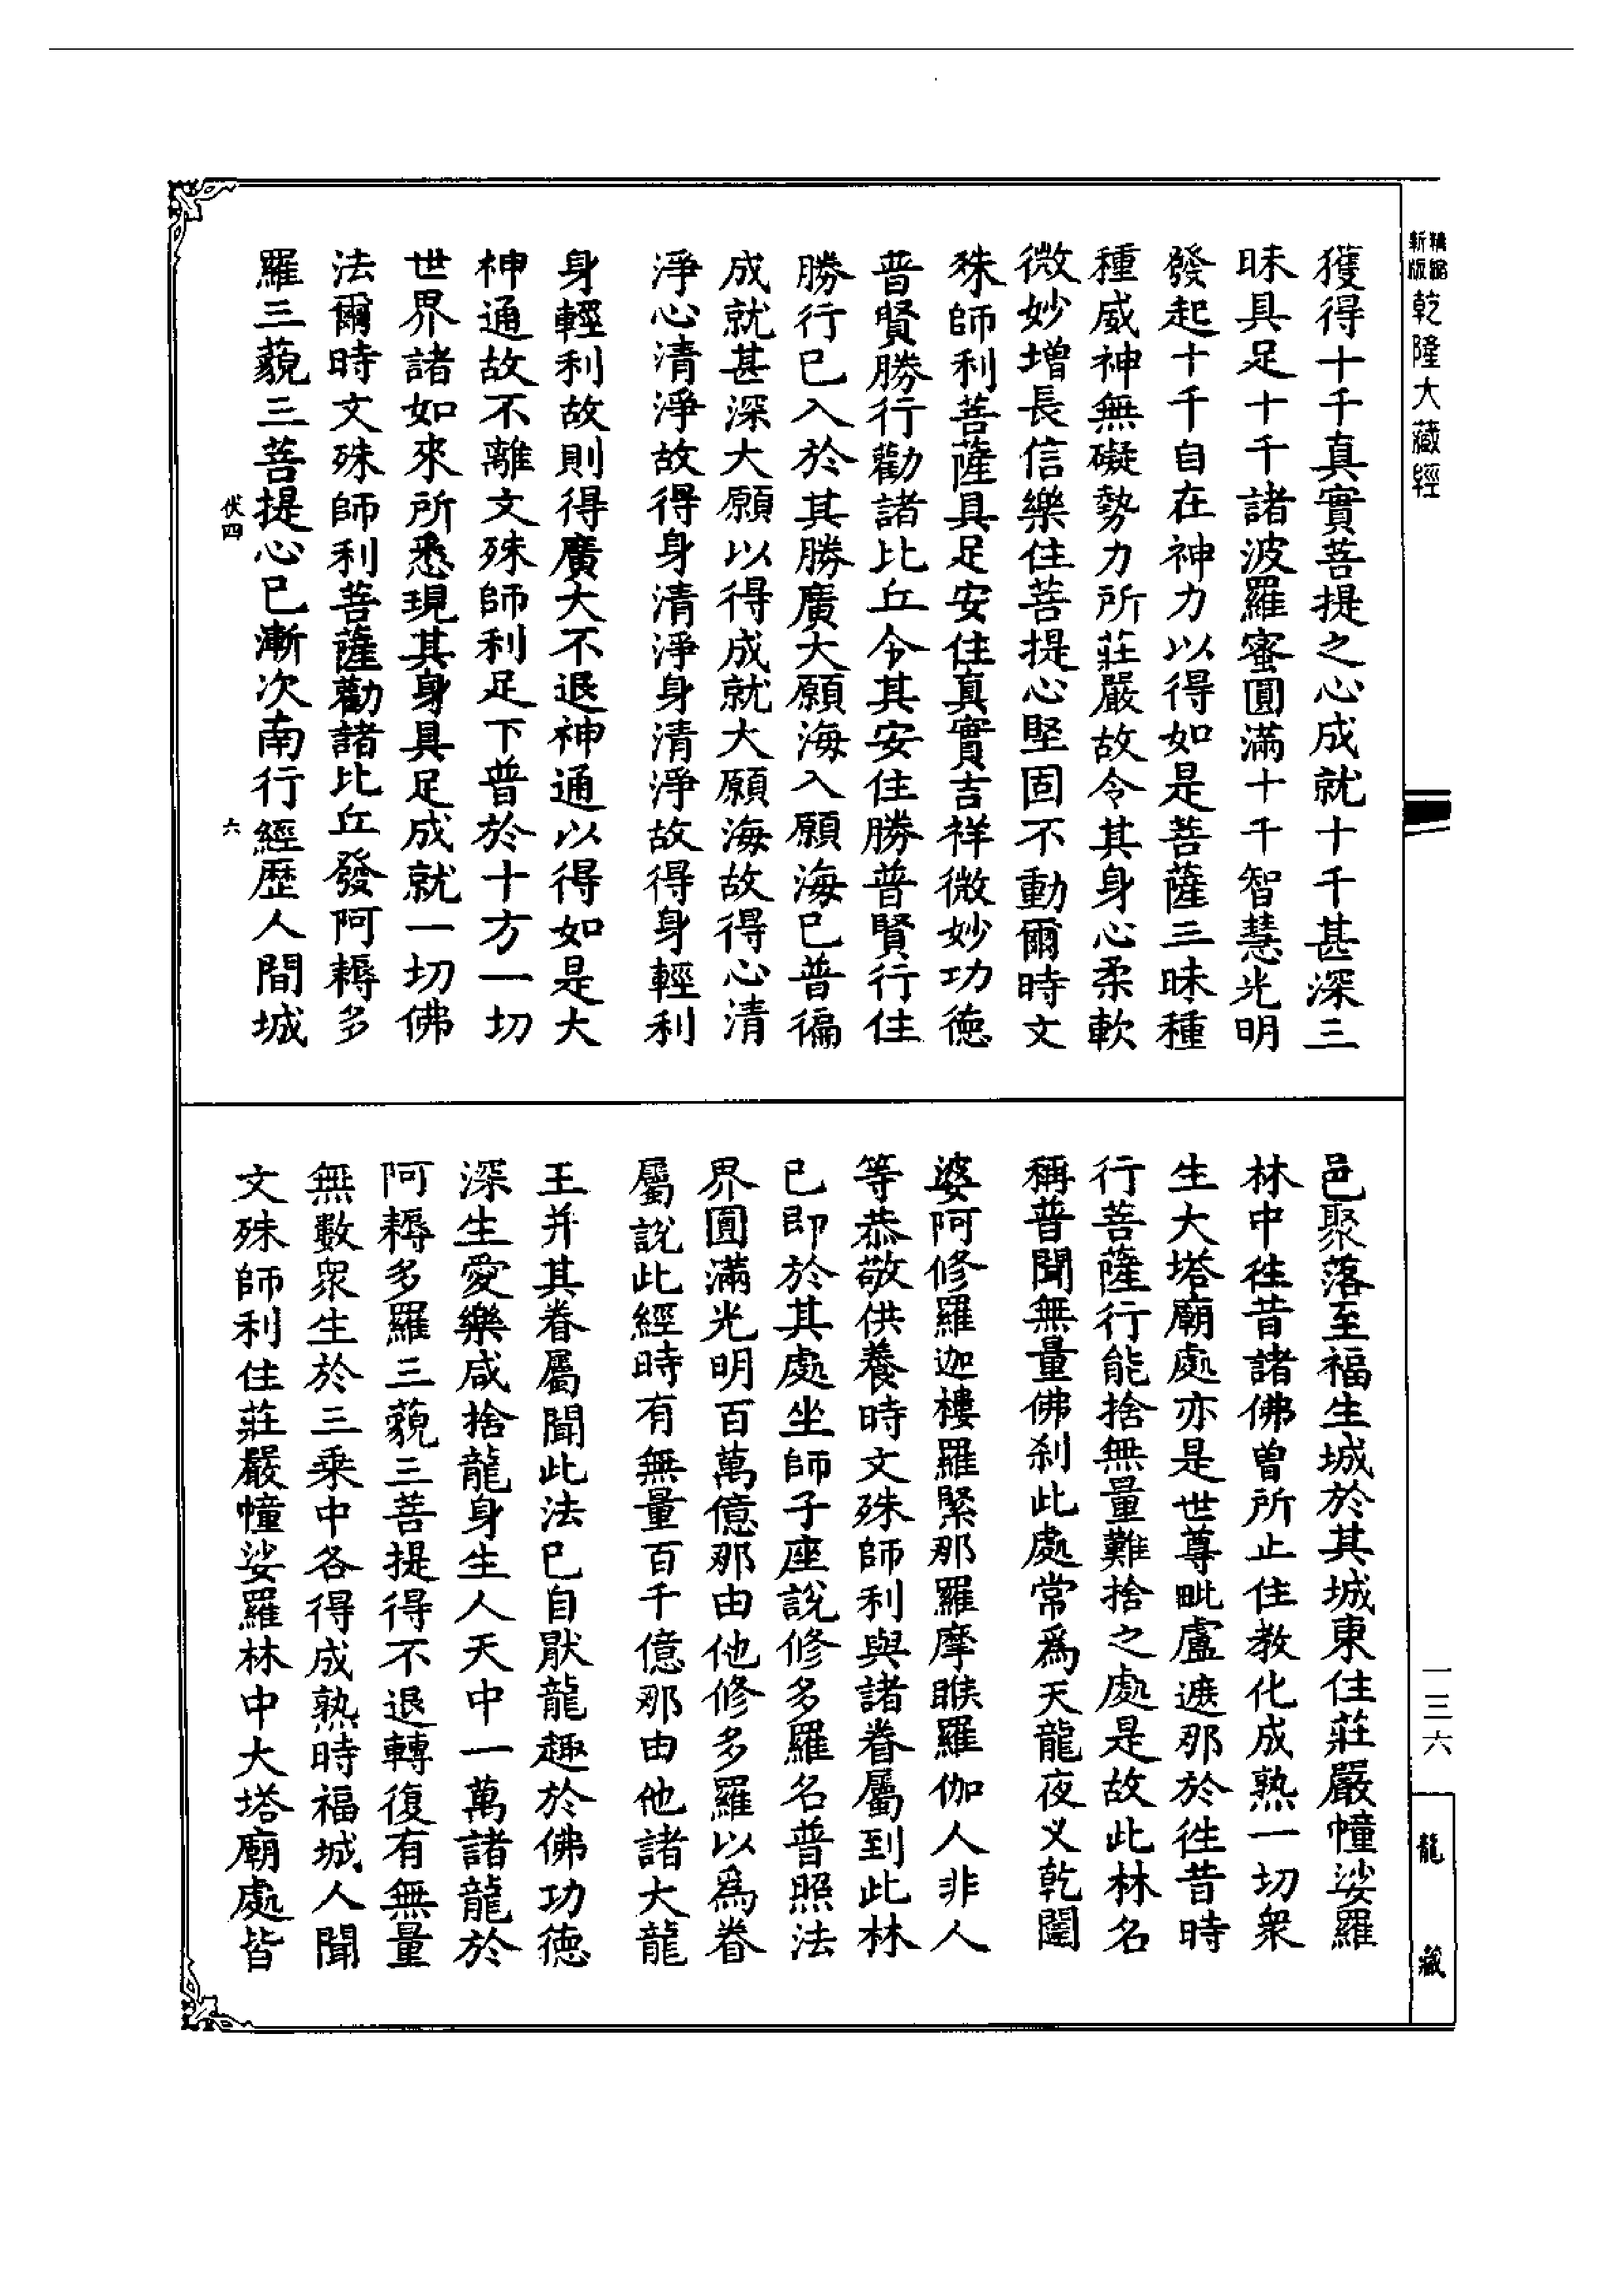 新版精縮乾隆大藏經
獲得十千真實菩提之心成就十千甚深三
昧具足十千諸波羅蜜圓滿十千智慧光明
發起十千自在神力以得如是菩薩三昧種
種威神無礙勢力所莊嚴故令其身心柔軟
微妙增長信樂住菩提心堅固不動爾時文
殊師利菩薩具足安住真實吉祥微妙功德
普賢勝行勸諸比丘令其安住勝普賢行住
勝行已入於其勝廣大願海入願海已普徧
成就甚深大願以得成就大願海故得心清
淨心清淨故得身清淨身清淨故得身輕利
身輕利故則得廣大不退神通以得如是大
神通故不離文殊師利足下普於十方一切
世界諸如來所悉現其身具足成就一切佛
法爾時文殊師利菩薩勸諸比丘發阿耨多
羅三藐三菩提心已漸次南行經歷人間城
伏四 六
邑聚落至福生城於其城東住莊嚴幢娑羅
林中往昔諸佛曾所止住教化成熟一切衆
生大塔廟處亦是世尊毗盧遮那於往昔時
行菩薩行能捨無量難捨之處是故此林名
稱普聞無量佛刹此處常爲天龍夜叉乾闥
婆阿修羅迦樓羅緊那羅摩睺羅伽人非人
等恭敬供養時文殊師利與諸眷屬到此林
已即於其處坐師子座說修多羅名普照法
界圓滿光明百萬億那由他修多羅以爲眷
屬說此經時有無量百千億那由他諸大龍
王并其眷屬聞此法已自厭龍趣於佛功德
深生愛樂咸捨龍身生人天中一萬諸龍於
阿耨多羅三藐三菩提得不退轉復有無量
無數衆生於三乘中各得成熟時福城人聞
文殊師利住莊嚴幢娑羅林中大塔廟處皆
一三六
龍藏